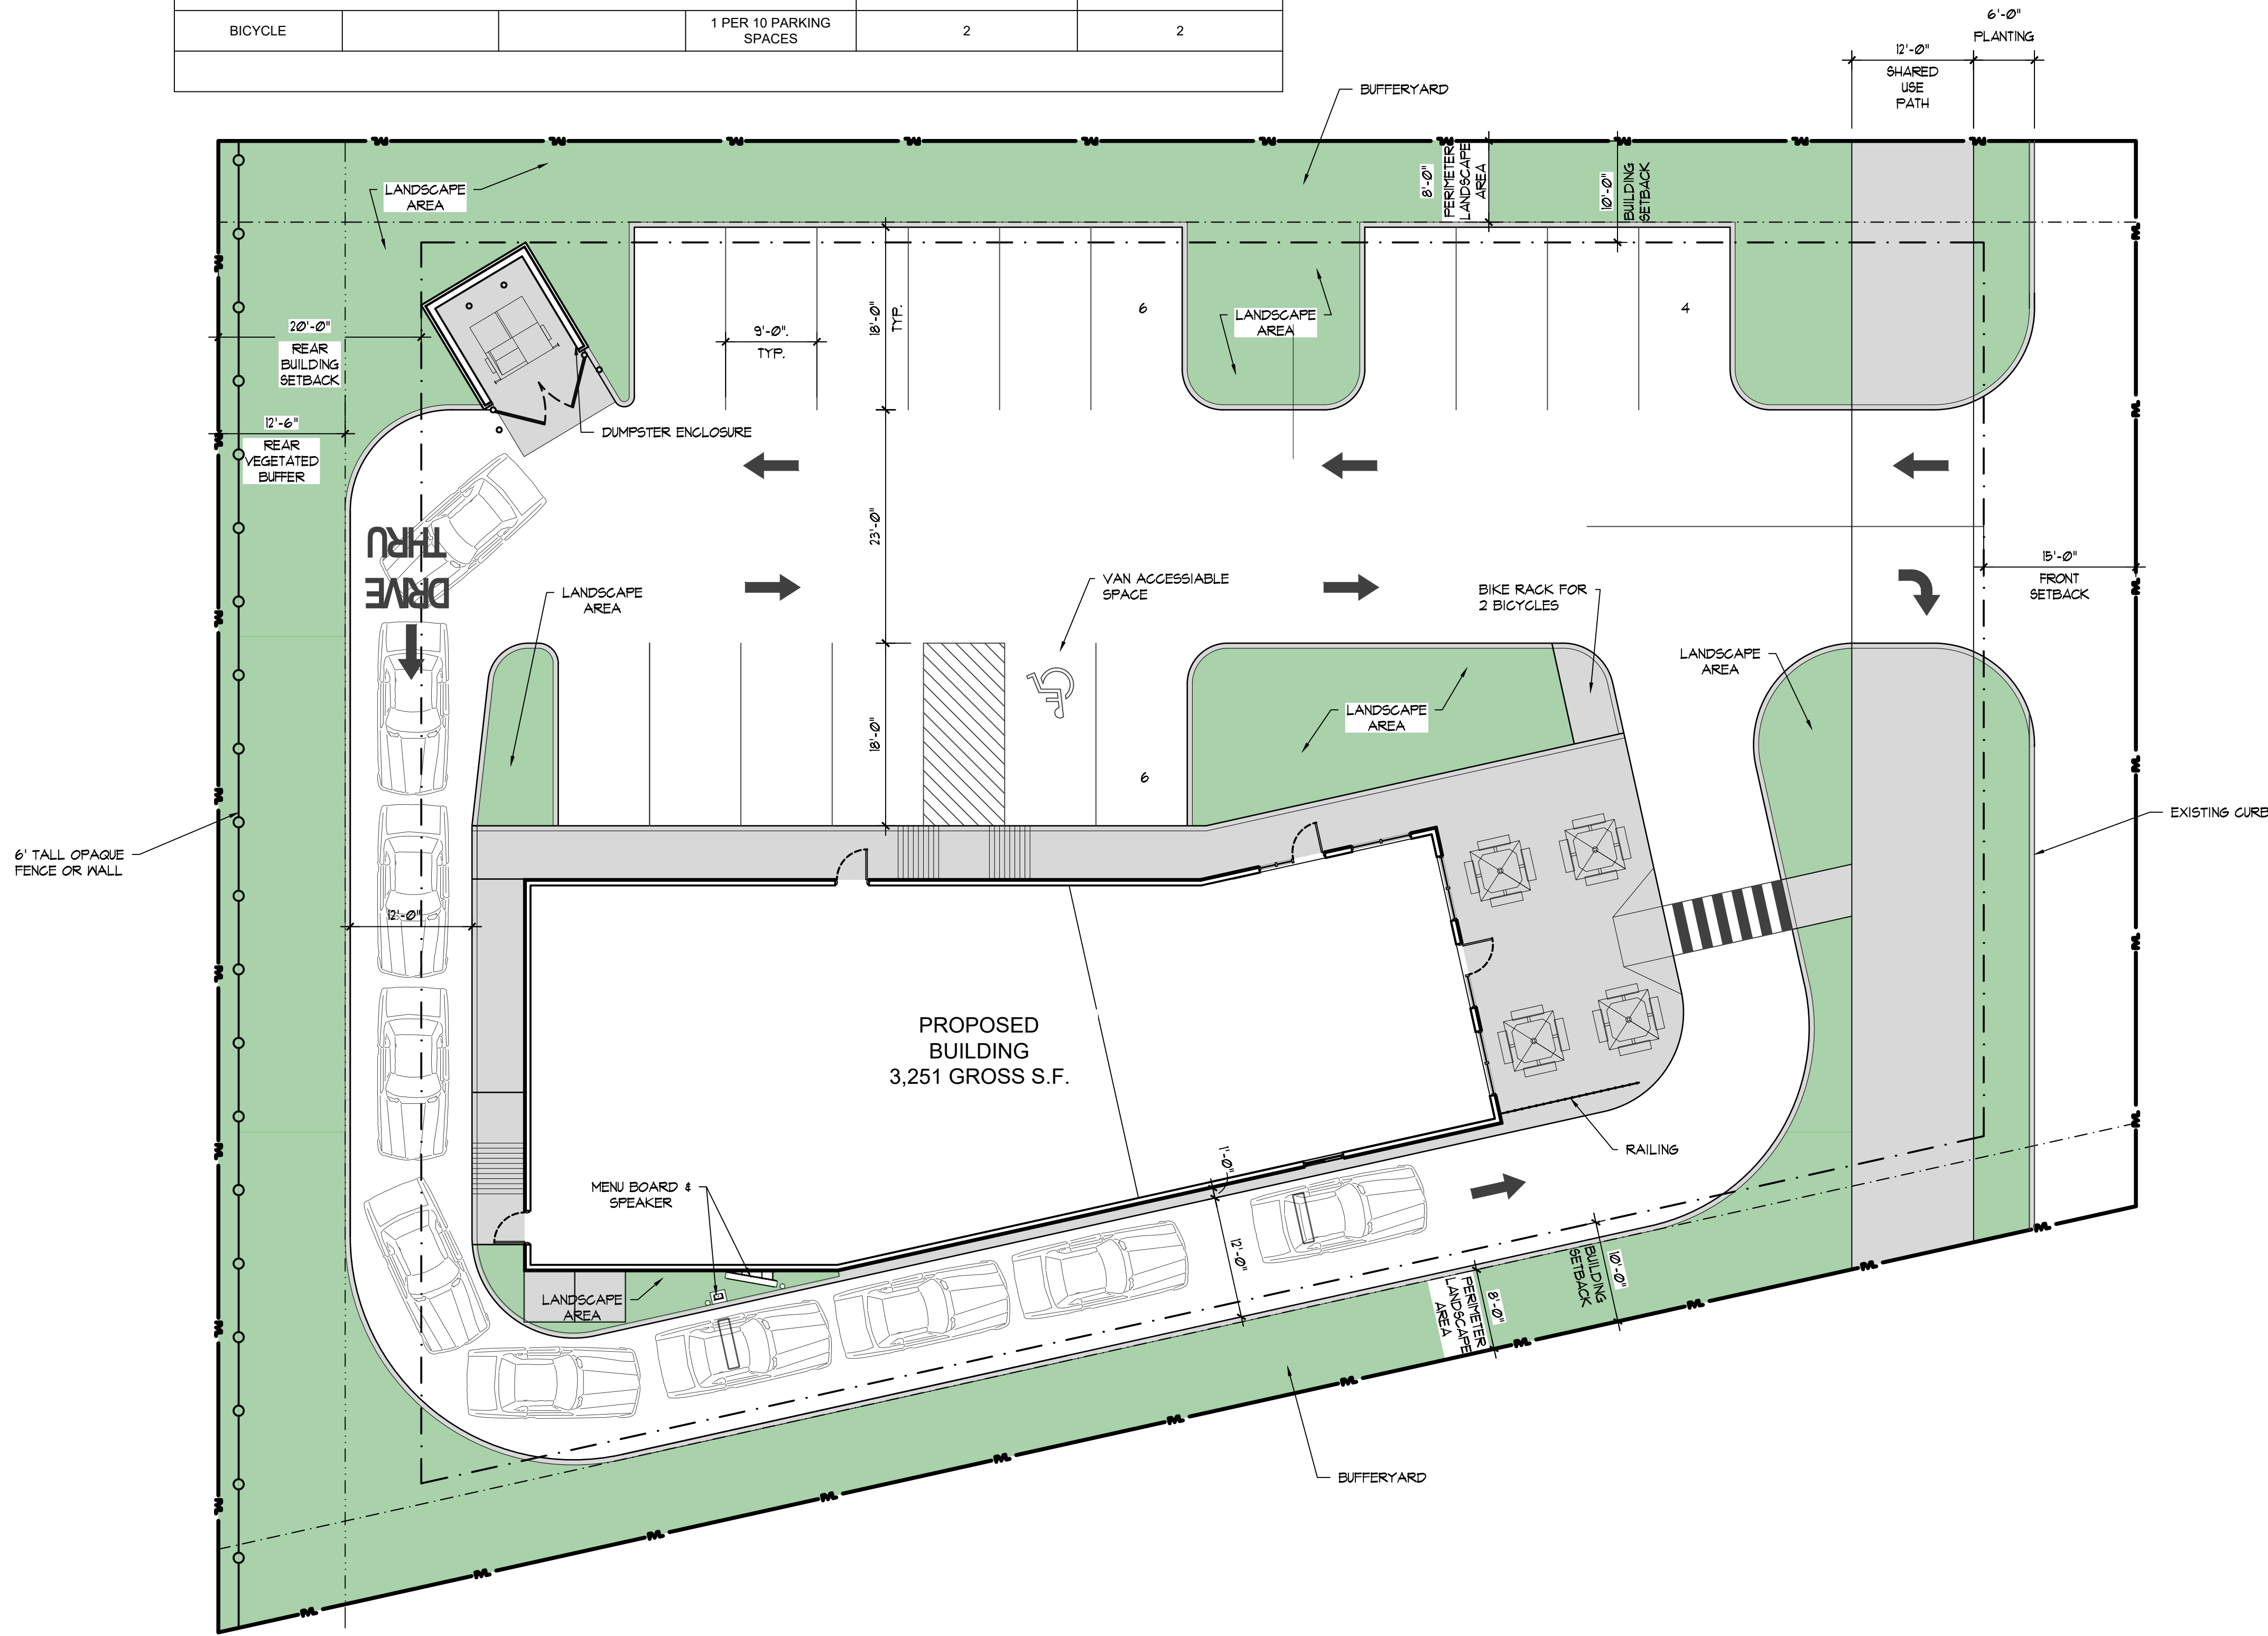 BICYCLE
1 PER 10 PARKING
SPACES
2
2
6'-0"
PLANTING
12'-0"
SHARED
USE
PATH
BUFFERYARD
LANDSCAPE
AREA
8'-0"
PERIMETER
LANDSCAPE
AREA
10'-0"
BUILDING
SETBACK
20'-0"
REAR
BUILDING
SETBACK
12'-6"
REAR
VEGETATED
BUFFER
DUMPSTER ENCLOSURE
9'-0".
TYP.
18'-0"
TYP.
6
LANDSCAPE
AREA
4
23'-0"
DRIVE
THRU
LANDSCAPE
AREA
VAN ACCESSIABLE
SPACE
BIKE RACK FOR
2 BICYCLES
15'-0"
FRONT
SETBACK
LANDSCAPE
AREA
18'-0"
LANDSCAPE
AREA
6
EXISTING CURB
6' TALL OPAQUE
FENCE OR WALL
12'-0"
PROPOSED
BUILDING
3,251 GROSS S.F.
RAILING
MENU BOARD &
SPEAKER
1'-0"
12'-0"
LANDSCAPE
AREA
8'-0"
PERIMETER
LANDSCAPE
AREA
10'-0"
BUILDING
SETBACK
BUFFERYARD